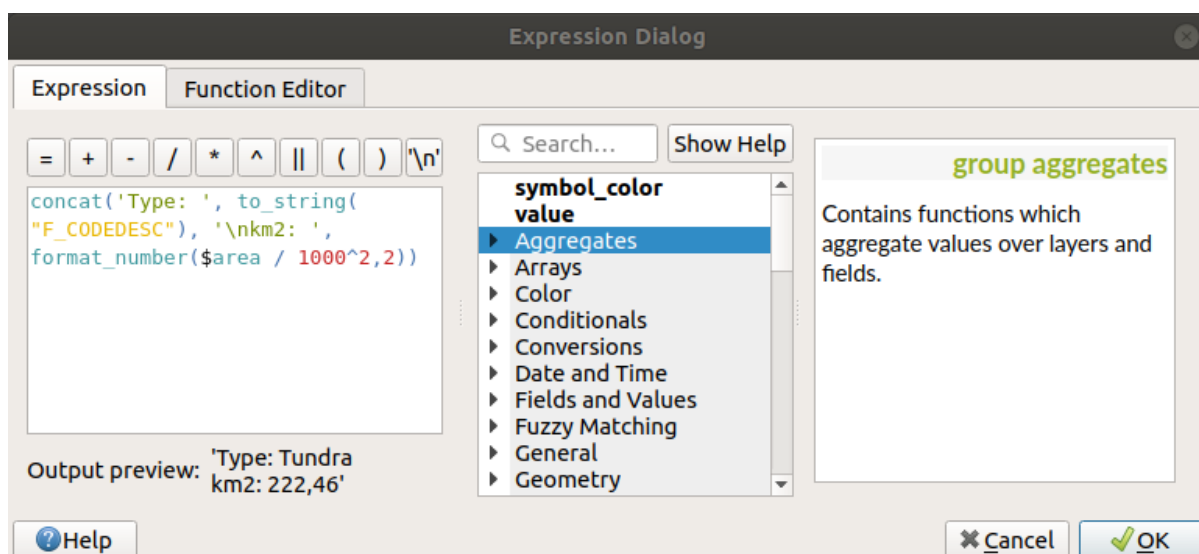 Expression Dialog
Expression
Function Editor
= + - / * ^ || ( ) '\n'
concat('Type: ', to_string(
"F_CODEDESC"), '\nkm2: ',
format_number($area / 1000^2,2))
Output preview: 'Type: Tundra
km2: 222,46'
Search...
Show Help
symbol_color
value
Aggregates
Arrays
Color
Conditionals
Conversions
Date and Time
Fields and Values
Fuzzy Matching
General
Geometry
group aggregates
Contains functions which
aggregate values over layers and
fields.
Help
Cancel
OK